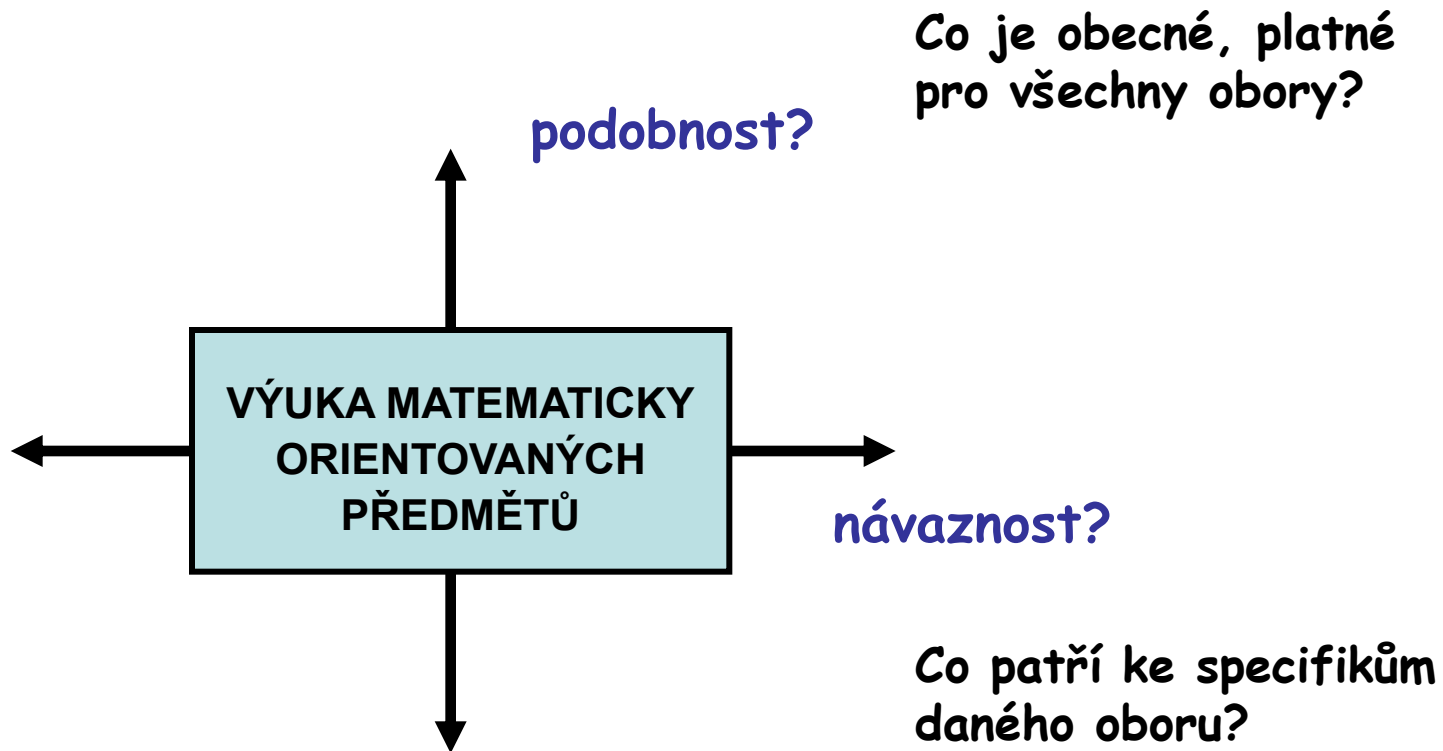 Co je obecné, platné
pro všechny obory?
podobnost?
VÝUKA MATEMATICKY
ORIENTOVANÝCH
PŘEDMĚTŮ
návaznost?
Co patří ke specifikům
daného oboru?